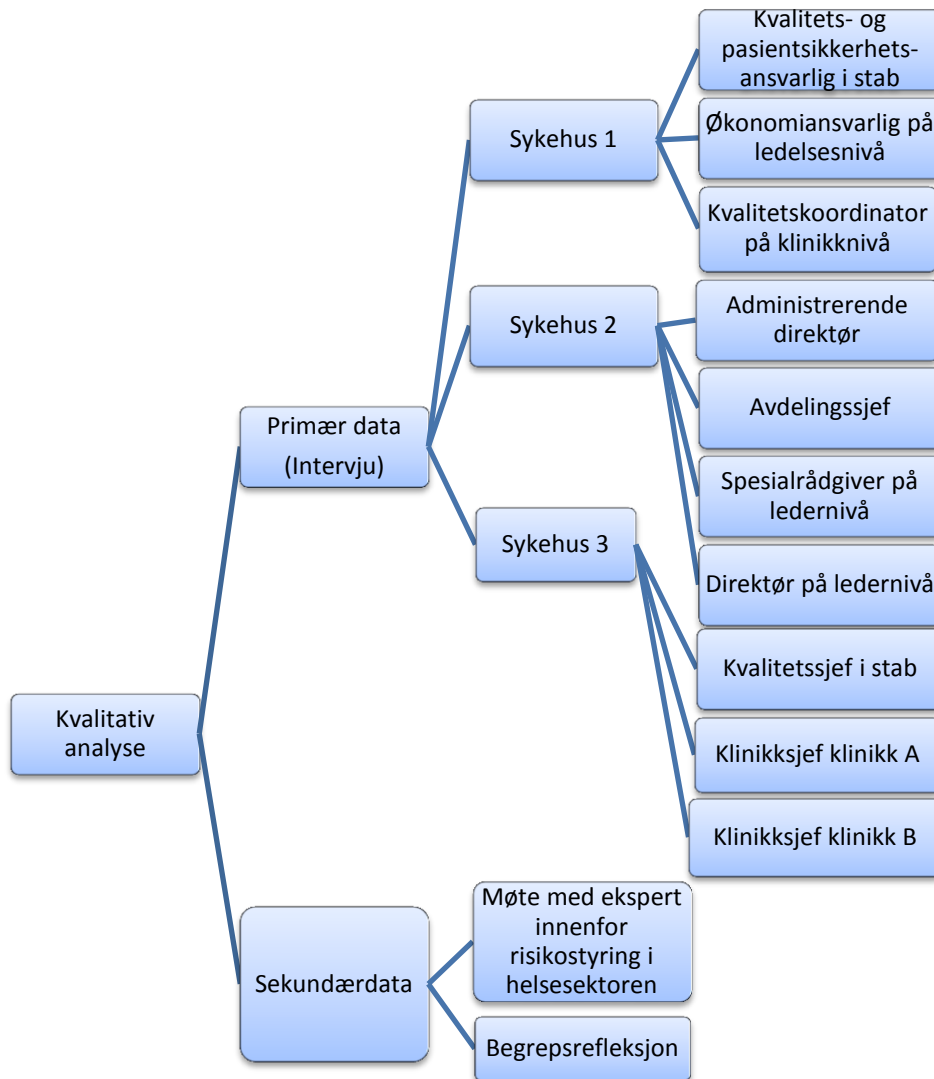 Kvalitets- og
pasientsikkerhets-
ansvarlig i stab
Sykehus 1
Økonomiansvarlig på
ledelsesnivå
Kvalitetskoordinator
på klinikknivå
Sykehus 2
Administrerende
direktør
Avdelingssjef
Primær data
(Intervju)
Spesialrådgiver på
ledernivå
Sykehus 3
Direktør på ledernivå
Kvalitetssjef i stab
Kvalitativ
analyse
Klinikksjef klinikk A
Klinikksjef klinikk B
Møte med ekspert
innenfor
risikostyring i
helsesektoren
Sekundærdata
Begrepsrefleksjon